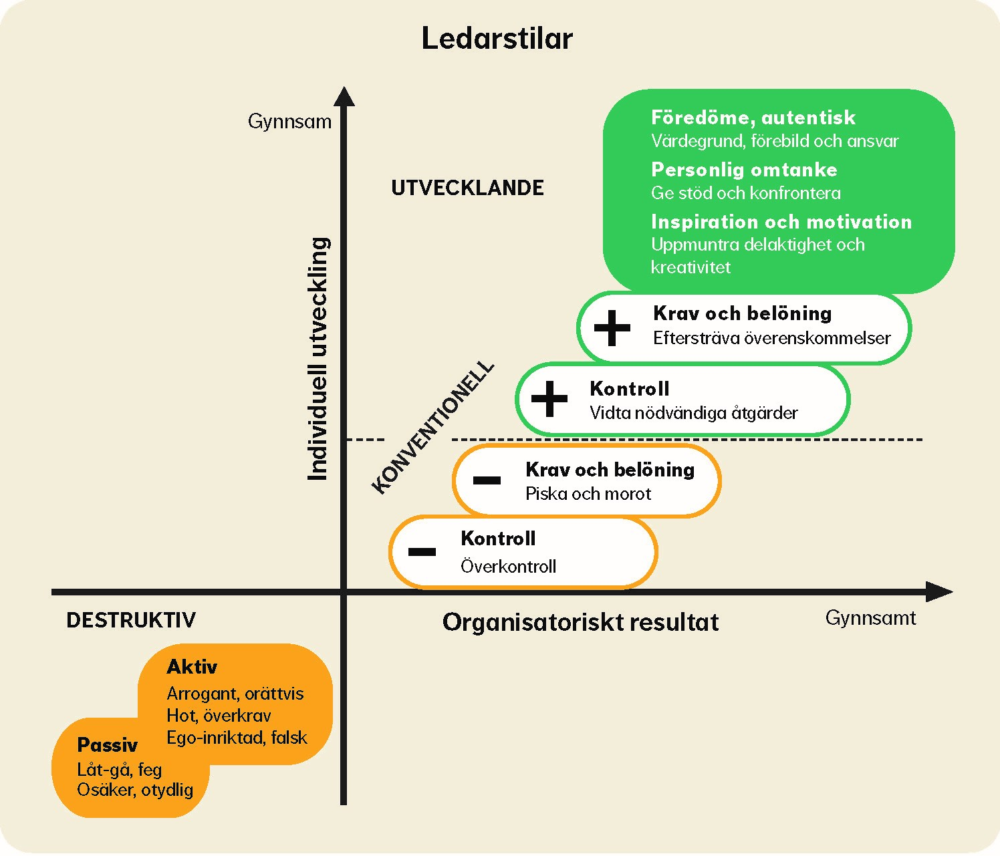 Ledarstilar
Gynnsam
Individuell utveckling
UTVECKLANDE
Föredöme, autentisk
Värdegrund, förebild och ansvar
Personlig omtanke
Ge stöd och konfrontera
Inspiration och motivation
Uppmuntra delaktighet och
kreativitet
+
Krav och belöning
Eftersträva överenskommelser
KONVENTIONELL
+
Kontroll
Vidta nödvändiga åtgärder
–
Krav och belöning
Piska och morot
–
Kontroll
Överkontroll
DESTRUKTIV
Organisatoriskt resultat
Gynnsamt
Aktiv
Arrogant, orättvis
Hot, överkrav
Ego-inriktad, falsk
Passiv
Låt-gå, feg
Osäker, otydlig